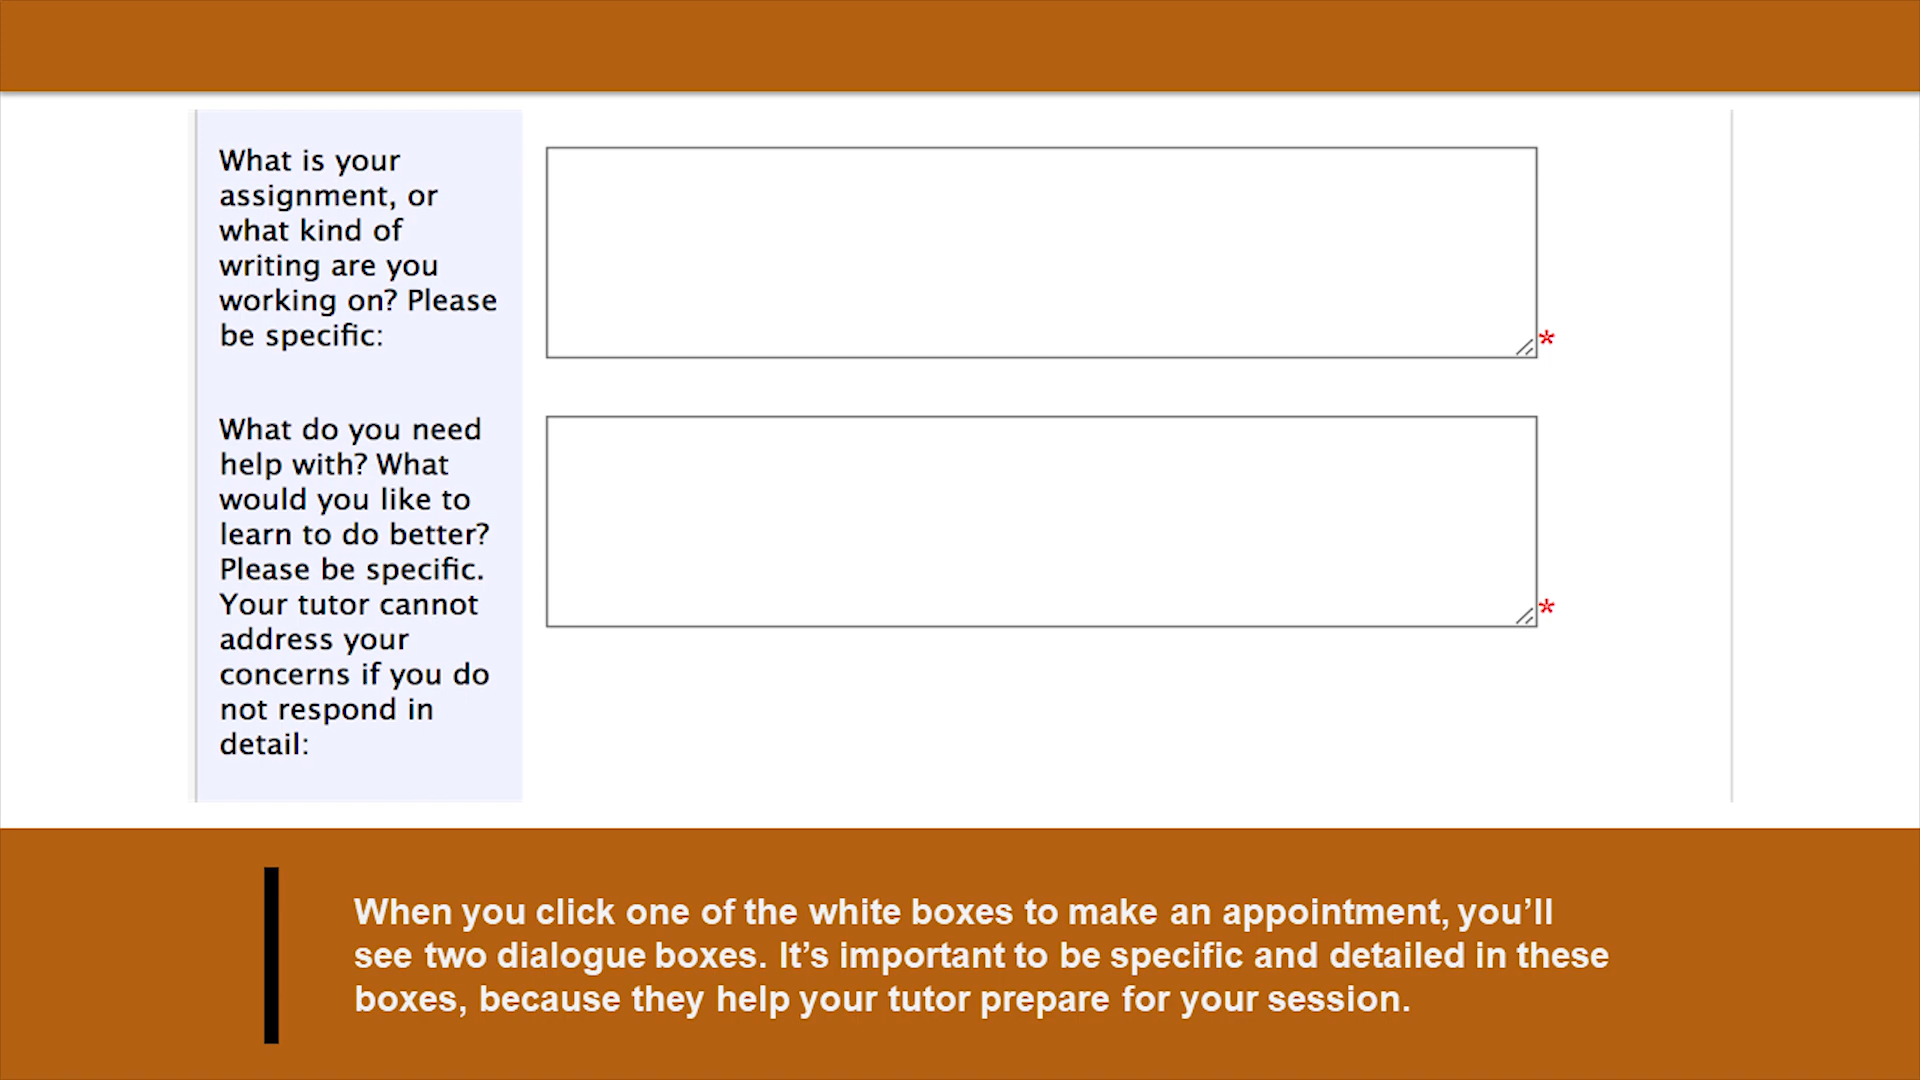 What is your
assignment, or
what kind of
writing are you
working on? Please
be specific:
*
What do you need
help with? What
would you like to
learn to do better?
Please be specific.
Your tutor cannot
address your
concerns if you do
not respond in
detail:
*
When you click one of the white boxes to make an appointment, you’ll
see two dialogue boxes. It’s important to be specific and detailed in these
boxes, because they help your tutor prepare for your session.